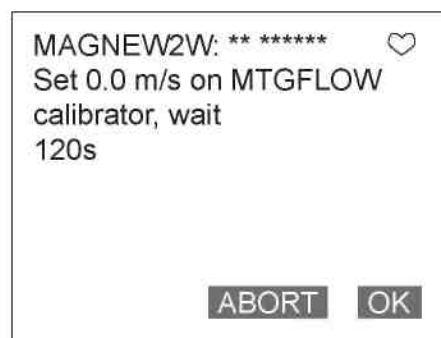 MAGNEW2W: ** ******
Set 0.0 m/s on MTGFLOW
calibrator, wait
120s
ABORT OK